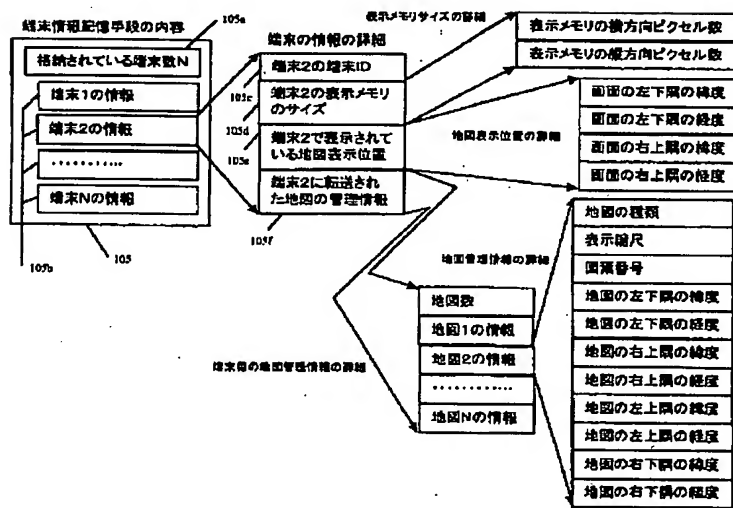 端末情報記憶手段の内容
105a
格納されている端末数N
端末1の情報
端末2の情報
…………
端末Nの情報
105b
105
端末の情報の詳細
端末2の端末ID
105c
端末2の表示メモリ
のサイズ
105d
端末2で表示されて
いる地図表示位置
105e
端末2に転送され
た地図の管理情報
105f
表示メモリサイズの詳細
表示メモリの横方向ピクセル数
表示メモリの縦方向ピクセル数
地図表示位置の詳細
画面の左下隅の緯度
画面の左下隅の経度
画面の右上隅の緯度
画面の右上隅の経度
端末毎の地図管理情報の詳細
地図数
地図1の情報
地図2の情報
…………
地図Nの情報
地図管理情報の詳細
地図の種類
表示縮尺
図葉番号
地図の左下隅の緯度
地図の左下隅の経度
地図の右上隅の緯度
地図の右上隅の経度
地図の左上隅の緯度
地図の左上隅の経度
地図の右下隅の緯度
地図の右下隅の経度